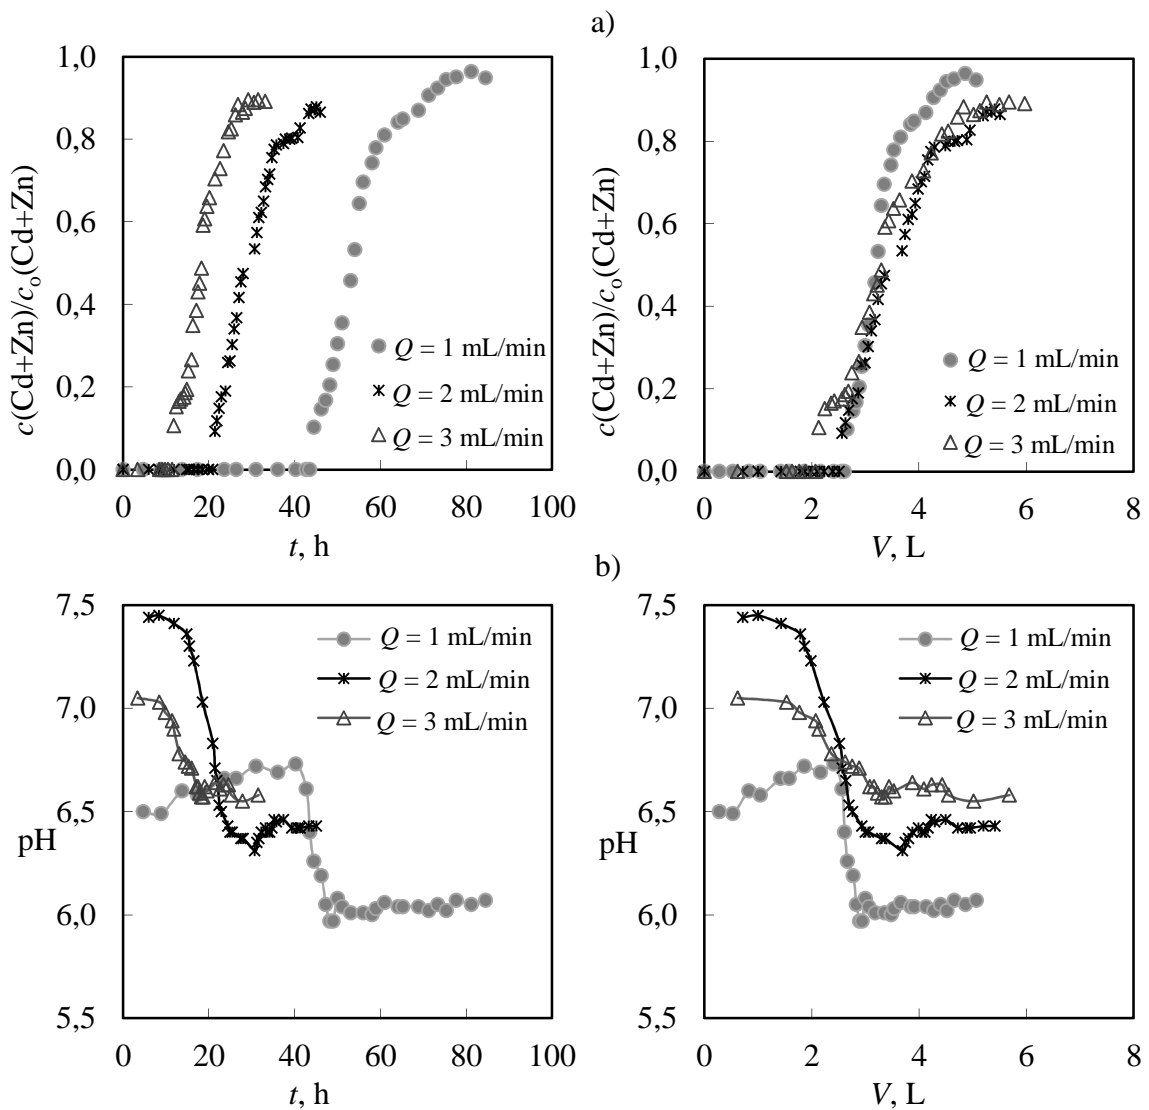 a)
c(Cd+Zn)/cₒ(Cd+Zn)
1,0
0,8
0,6
0,4
0,2
0,0
0 20 40 60 80 100
t, h
Q = 1 mL/min
Q = 2 mL/min
Q = 3 mL/min
c(Cd+Zn)/cₒ(Cd+Zn)
1,0
0,8
0,6
0,4
0,2
0,0
0 2 4 6 8
V, L
Q = 1 mL/min
Q = 2 mL/min
Q = 3 mL/min
b)
pH
7,5
7,0
6,5
6,0
5,5
0 20 40 60 80 100
t, h
Q = 1 mL/min
Q = 2 mL/min
Q = 3 mL/min
pH
7,5
7,0
6,5
6,0
5,5
0 2 4 6 8
V, L
Q = 1 mL/min
Q = 2 mL/min
Q = 3 mL/min